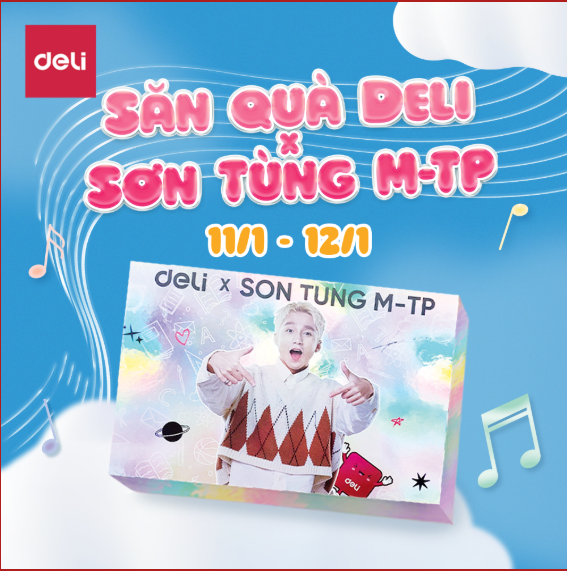 deli
SĂN QUÀ DELI
x
SƠN TÙNG M-TP
11/1 - 12/1
deli x SON TUNG M-TP
deli